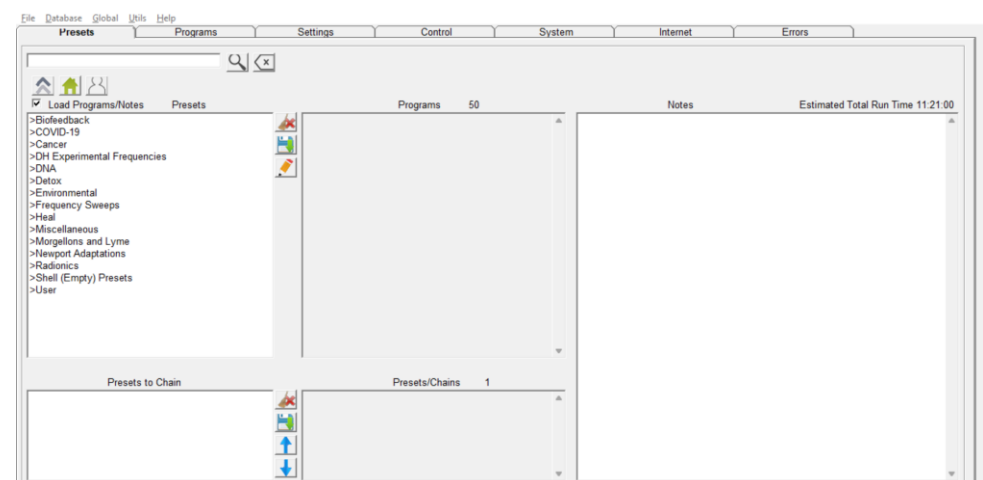 File Database Global Utils Help
Presets Programs Settings Control System Internet Errors
Load Programs/Notes Presets Programs 50 Notes Estimated Total Run Time 11:21:00
>Biofeedback
>COVID-19
>Cancer
>DH Experimental Frequencies
>DNA
>Detox
>Environmental
>Frequency Sweeps
>Heal
>Miscellaneous
>Morgellons and Lyme
>Newport Adaptations
>Radionics
>Shell (Empty) Presets
>User
Presets to Chain Presets/Chains 1